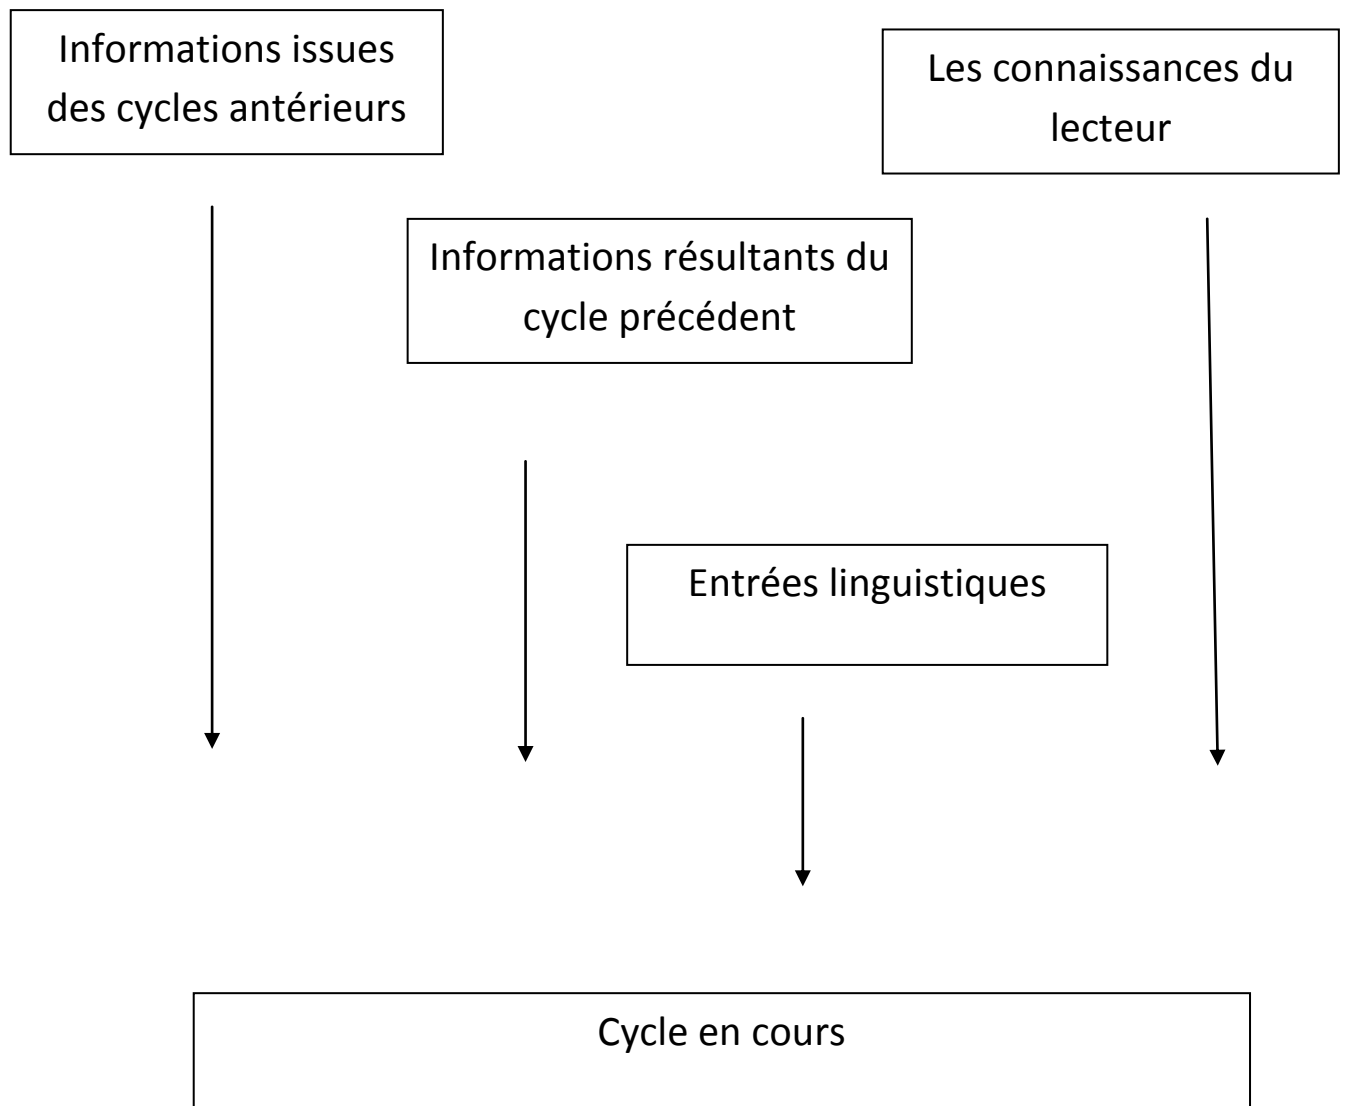 Informations issues
des cycles antérieurs
Les connaissances du
lecteur
Informations résultants du
cycle précédent
Entrées linguistiques
Cycle en cours